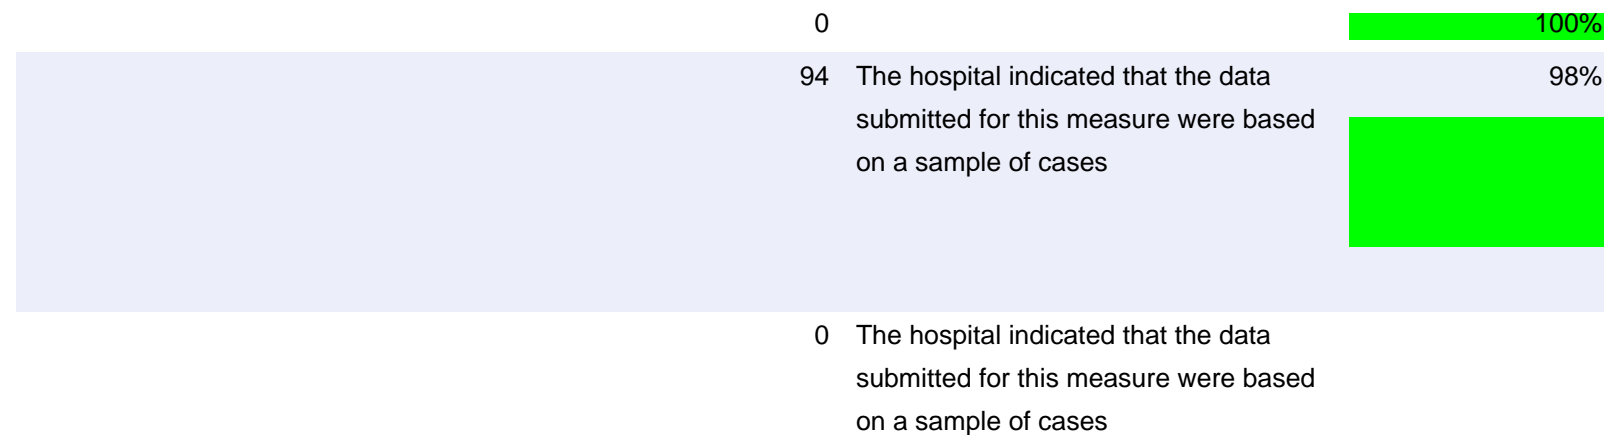 0 100%
94 The hospital indicated that the data 98%
submitted for this measure were based
on a sample of cases
0 The hospital indicated that the data
submitted for this measure were based
on a sample of cases